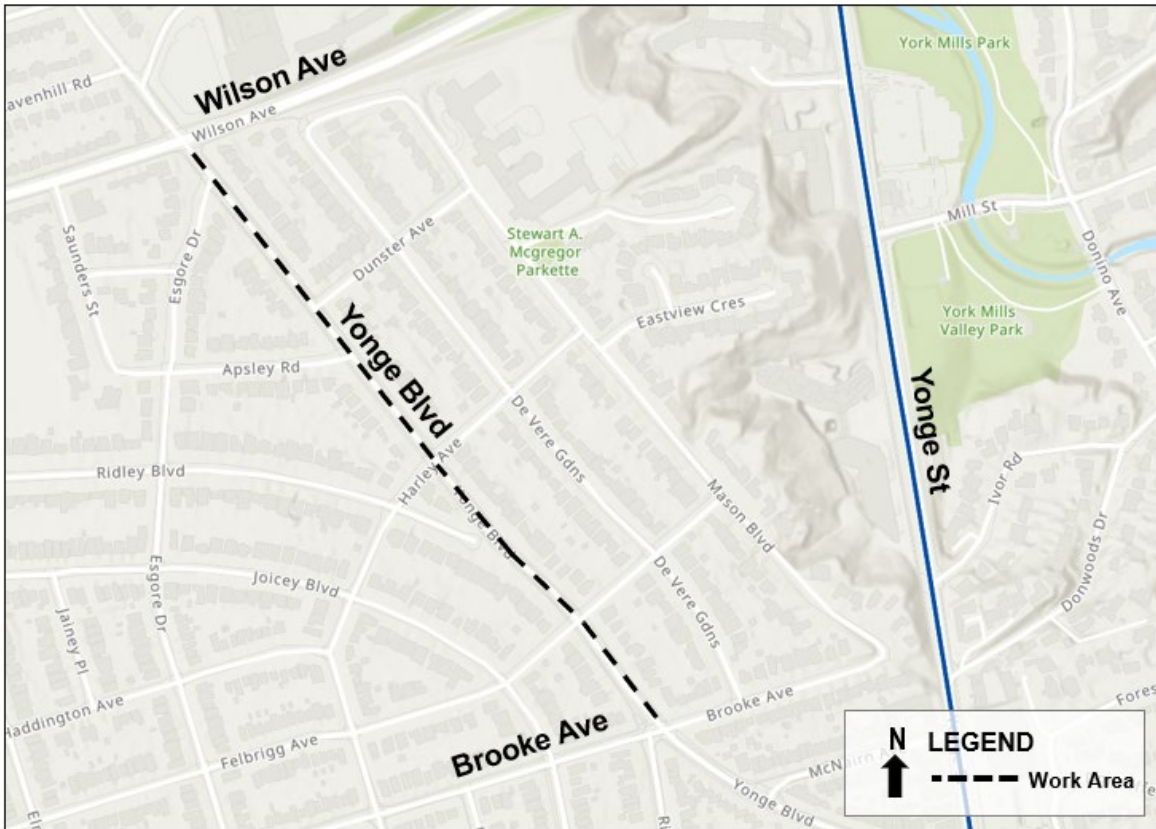 Wilson Ave
Wilson Ave
York Mills Park
Mill St
Saunders St
Esgore Dr
Dunster Ave
Stewart A.
Mcgregor
Parkette
Donino Ave
Eastview Cres
York Mills
Valley Park
Apsley Rd
Yonge Blvd
De Vere Gdns
Yonge St
Ridley Blvd
Harley Ave
Mason Blvd
Ivor Rd
Esgore Dr
Joicey Blvd
De Vere Gdns
Donwoods Dr
Jainey Pl
Haddington Ave
Felbrigg Ave
Brooke Ave
Brooke Ave
Yonge Blvd
N LEGEND
Work Area